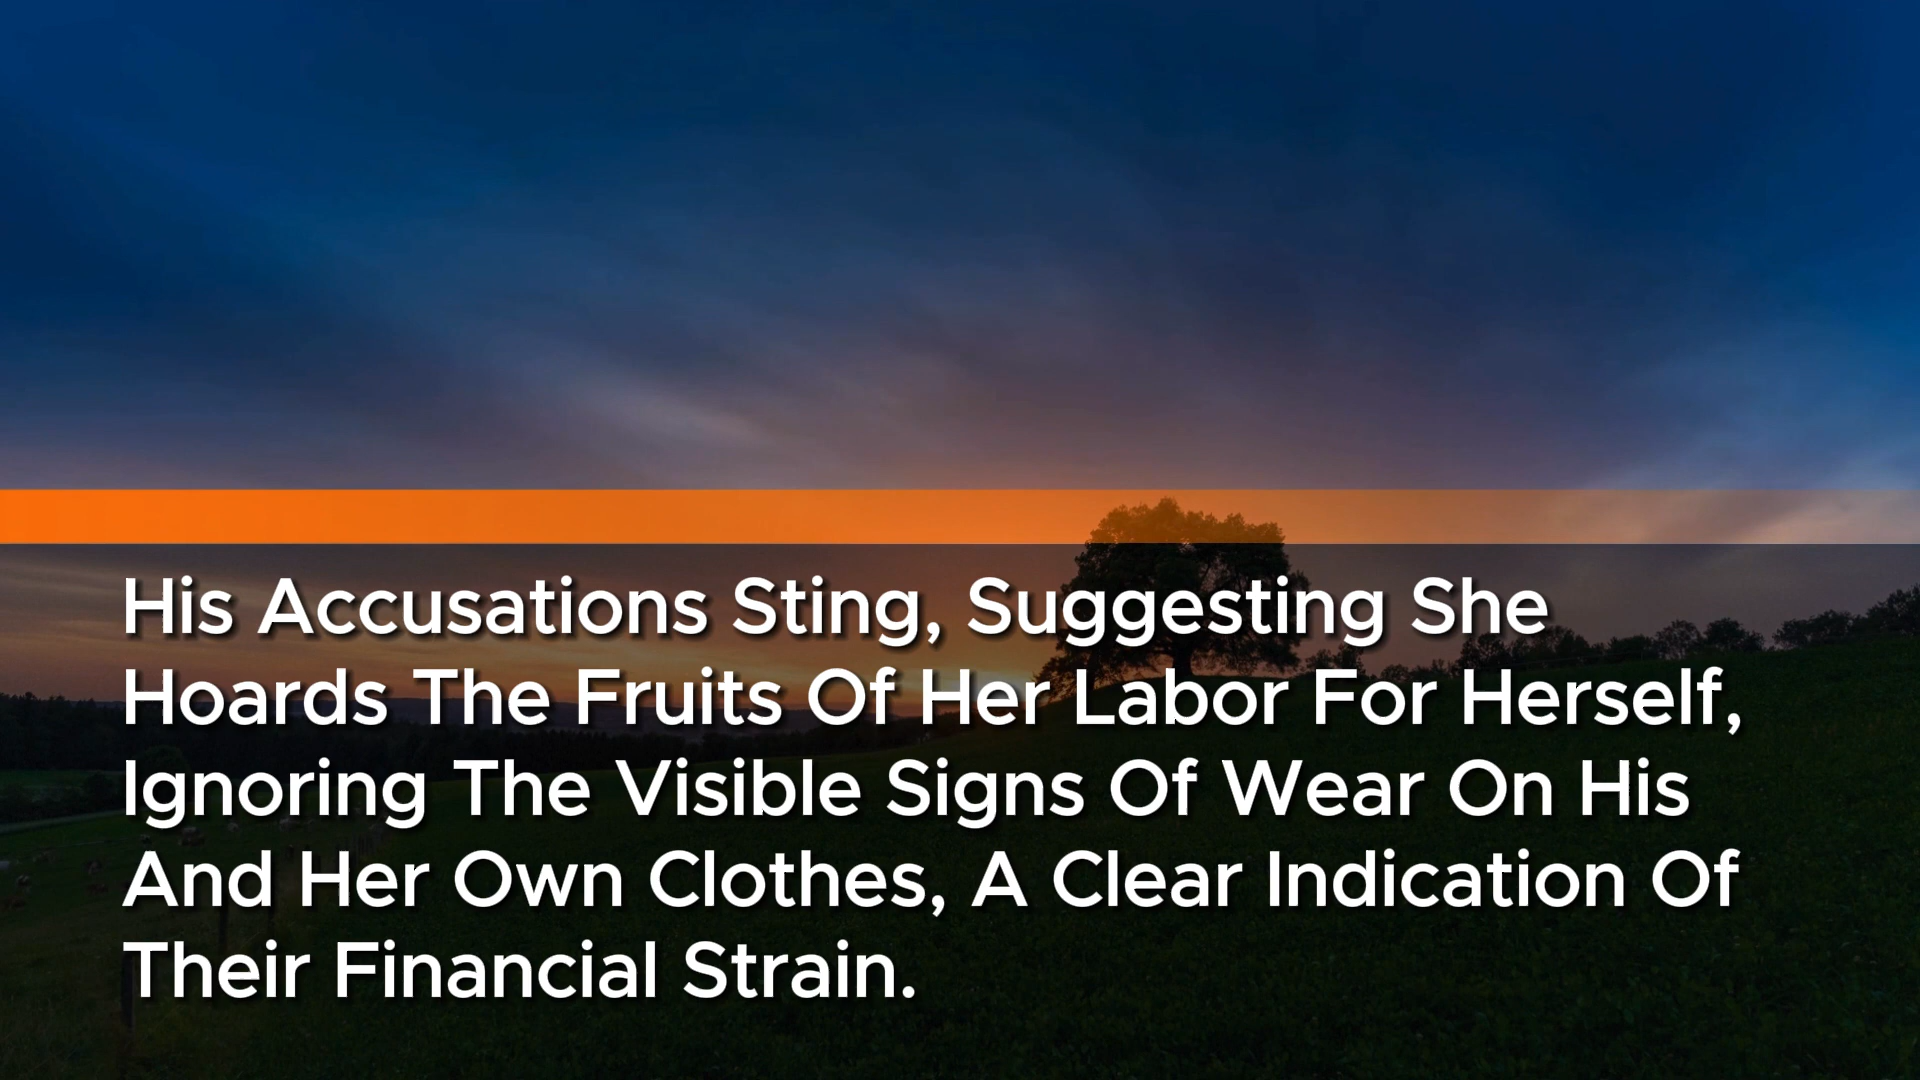 His Accusations Sting, Suggesting She
Hoards The Fruits Of Her Labor For Herself,
Ignoring The Visible Signs Of Wear On His
And Her Own Clothes, A Clear Indication Of
Their Financial Strain.